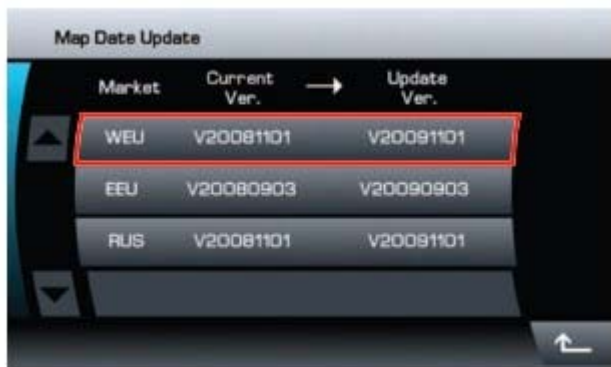 Map Date Update
Market Current Ver. → Update Ver.
WEU V20081101 V20091101
EEU V20080903 V20090903
RUS V20081101 V20091101